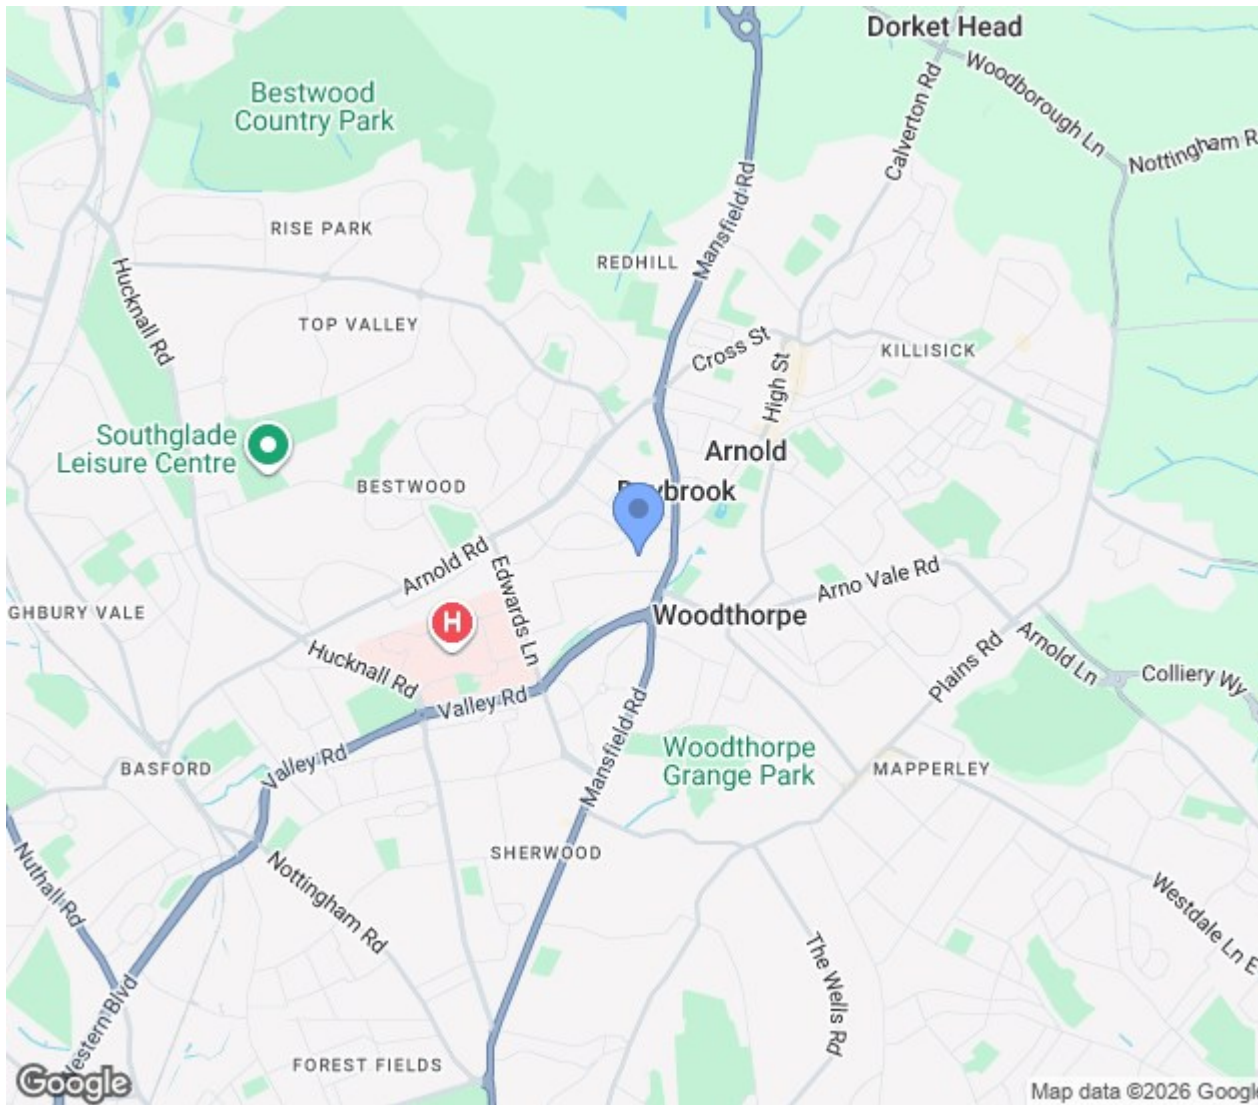 Dorket Head
Woodborough Ln
Calverton Rd
Nottingham R
Bestwood
Country Park
Mansfield Rd
RISE PARK
REDHILL
Hucknall Rd
TOP VALLEY
Cross St
KILLISICK
High St
Southglade
Leisure Centre
Arnold
BESTWOOD
Arnold Rd
Edwards Ln
Arno Vale Rd
GHBURY VALE
H
Woodthorpe
Hucknall Rd
Plains Rd
Arnold Ln
Colliery Wy
Valley Rd
Mansfield Rd
Woodthorpe
Grange Park
BASFORD
Valley Rd
MAPPERLEY
SHERWOOD
Nuthall Rd
Nottingham Rd
Westdale Ln E
The Wells Rd
Western Blvd
FOREST FIELDS
Google
Map data ©2026 Google